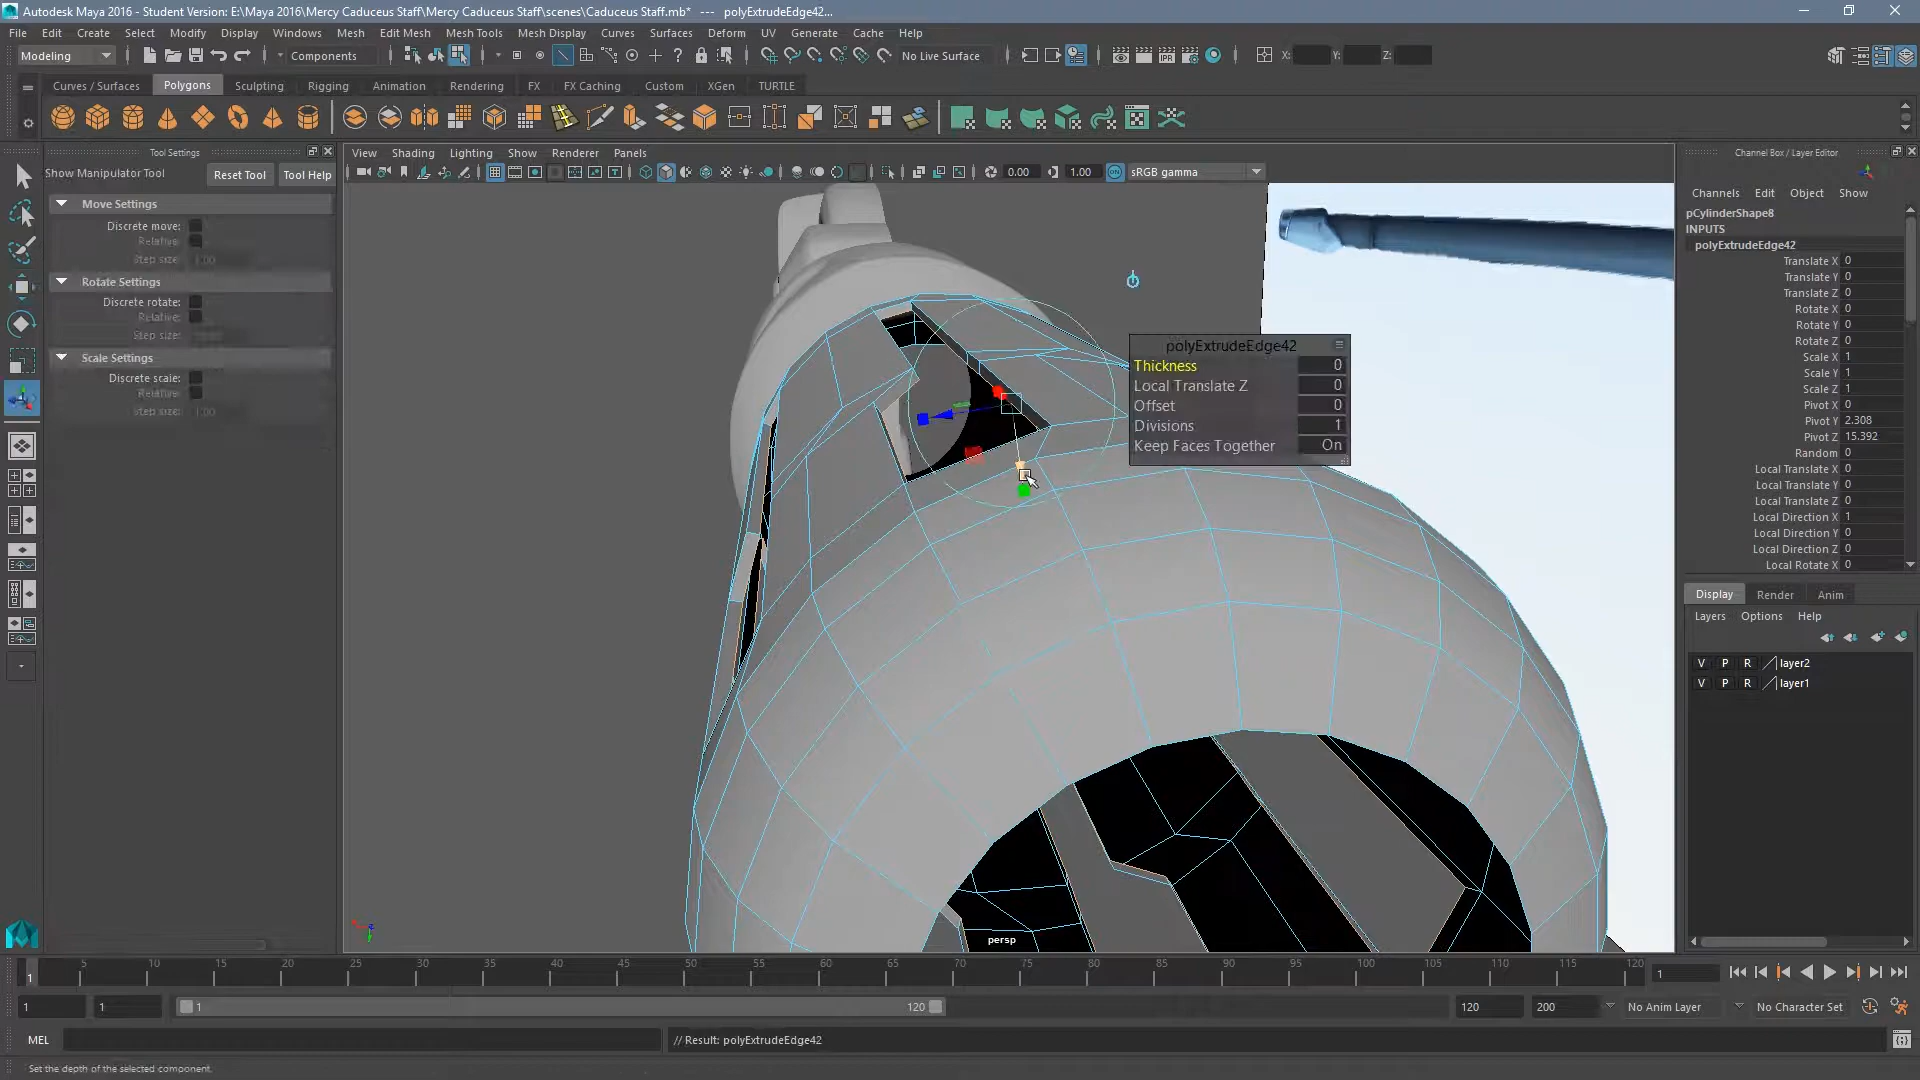 Autodesk Maya 2016 - Student Version: E:\Maya 2016\Mercy Caduceus Staff\Mercy Caduceus Staff\scenes\Caduceus Staff.mb*   ---   polyExtrudeEdge42...
File Edit Create Select Modify Display Windows Mesh Edit Mesh Mesh Tools Mesh Display Curves Surfaces Deform UV Generate Cache Help
Modeling Components No Live Surface X: Y: Z:
Curves / Surfaces Polygons Sculpting Rigging Animation Rendering FX FX Caching Custom XGen TURTLE
Tool Settings
Show Manipulator Tool Reset Tool Tool Help
Move Settings
Discrete move:
Relative:
Step size: 1.00
Rotate Settings
Discrete rotate:
Relative:
Step size:
Scale Settings
Discrete scale:
Relative:
Step size: 1.00
View Shading Lighting Show Renderer Panels
0.00 1.00 ON sRGB gamma
polyExtrudeEdge42
Thickness 0
Local Translate Z 0
Offset 0
Divisions 1
Keep Faces Together On
persp
Channel Box / Layer Editor
Channels Edit Object Show
pCylinderShape8
INPUTS
polyExtrudeEdge42
Translate X 0
Translate Y 0
Translate Z 0
Rotate X 0
Rotate Y 0
Rotate Z 0
Scale X 1
Scale Y 1
Scale Z 1
Pivot X 0
Pivot Y 2.308
Pivot Z 15.392
Random 0
Local Translate X 0
Local Translate Y 0
Local Translate Z 0
Local Direction X 1
Local Direction Y 0
Local Direction Z 0
Local Rotate X 0
Display Render Anim
Layers Options Help
V P R layer2
V P R layer1
1 5 10 15 20 25 30 35 40 45 50 55 60 65 70 75 80 85 90 95 100 105 110 115 120 1
1 1 1 120 120 200 No Anim Layer No Character Set
MEL // Result: polyExtrudeEdge42
Set the depth of the selected component.